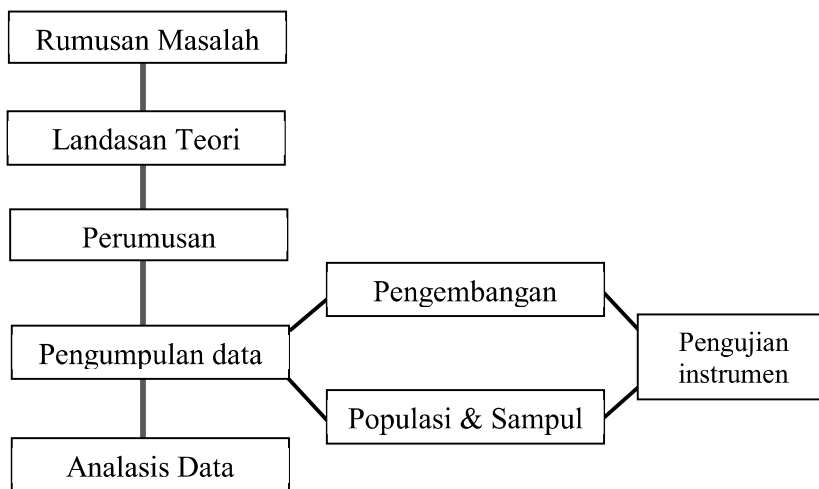 Rumusan Masalah
Landasan Teori
Perumusan
Pengumpulan data
Analasis Data
Pengembangan
Populasi & Sampul
Pengujian
instrumen